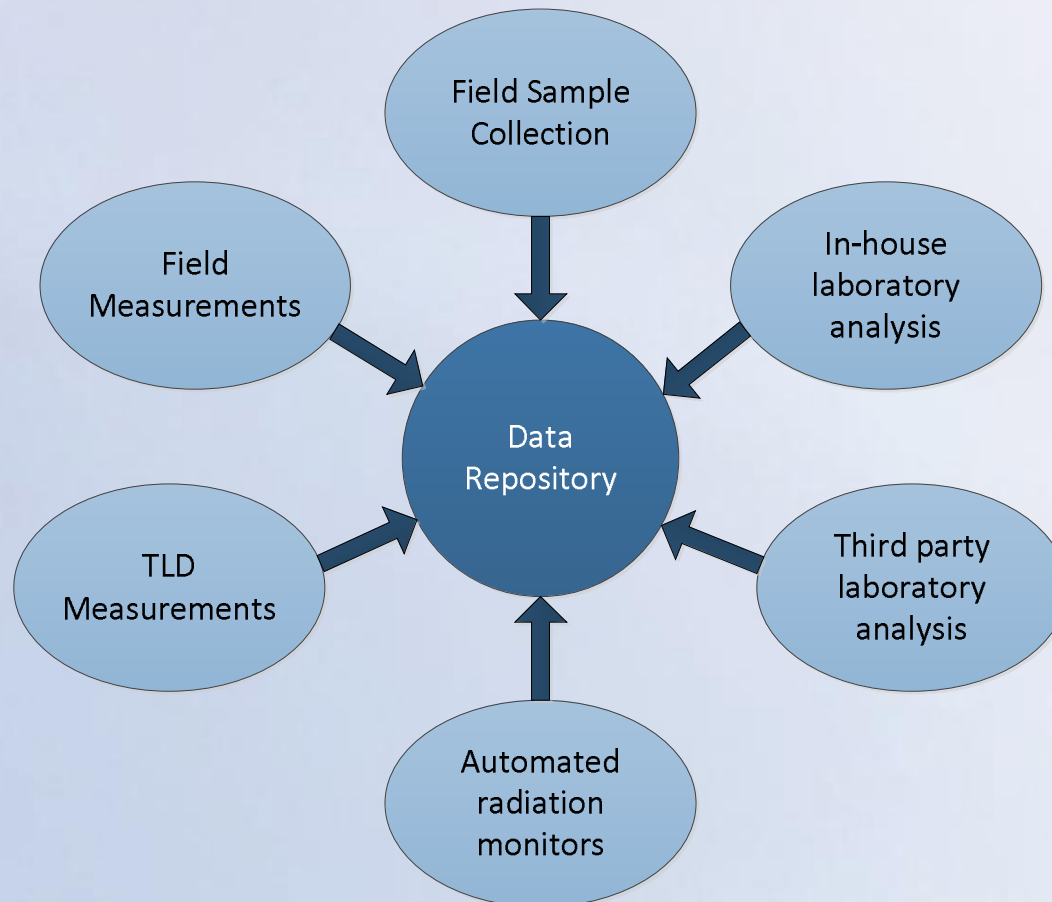 Field Sample
Collection
Field
Measurements
In-house
laboratory
analysis
Data
Repository
TLD
Measurements
Third party
laboratory
analysis
Automated
radiation
monitors